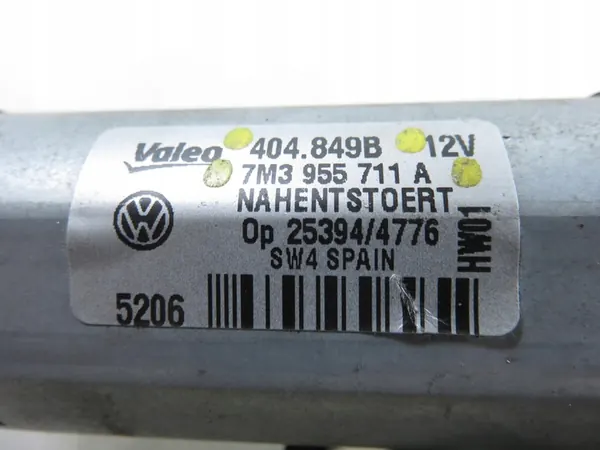 Valeo 404.849B 12V
7M3 955 711 A
NAHENTSTOERT
Op 25394/4776
SW4 SPAIN
HW01
5206